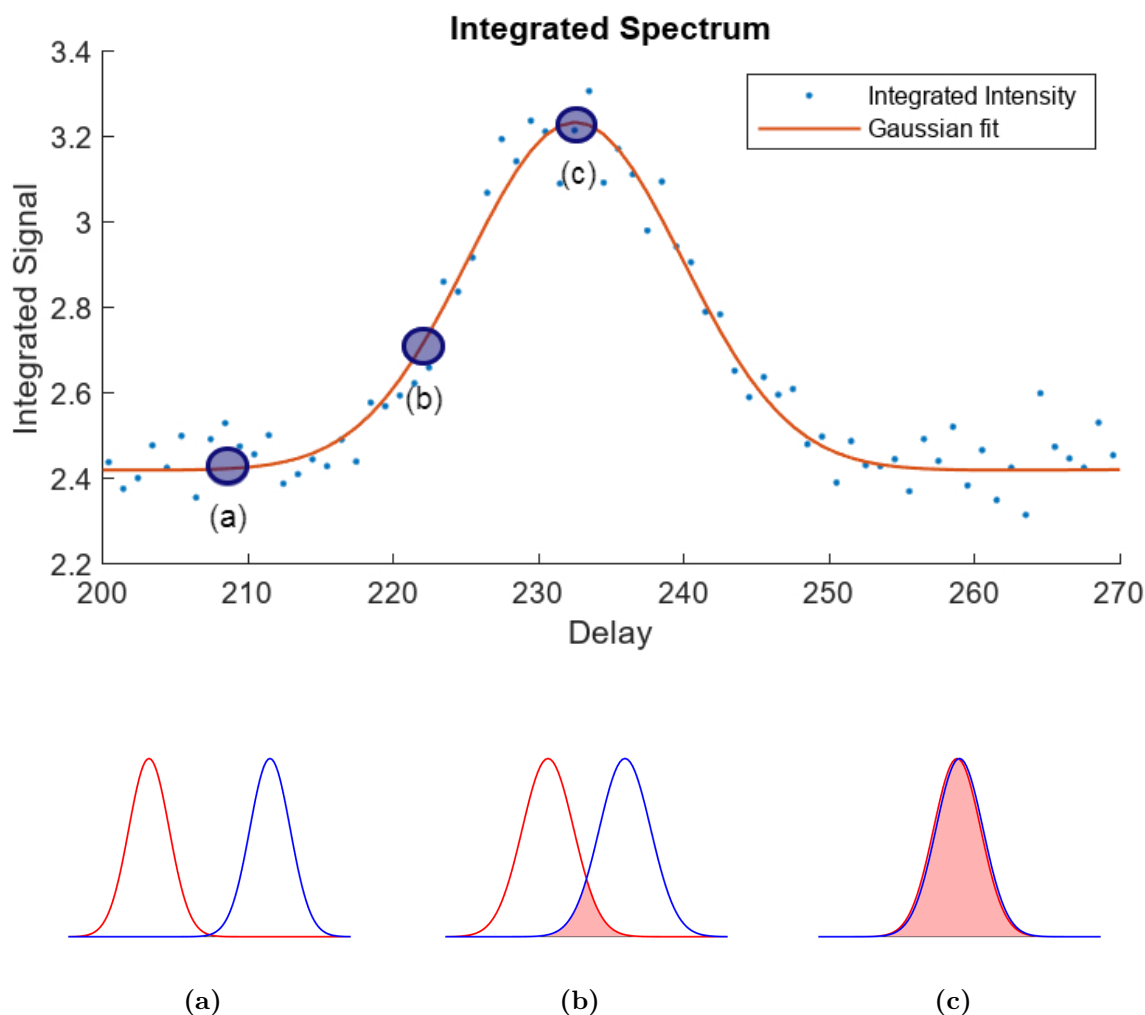 Integrated Spectrum
3.4
3.2
3
2.8
2.6
2.4
2.2
Integrated Signal
Integrated Intensity
Gaussian fit
(c)
(b)
(a)
200 210 220 230 240 250 260 270
Delay
(a) (b) (c)